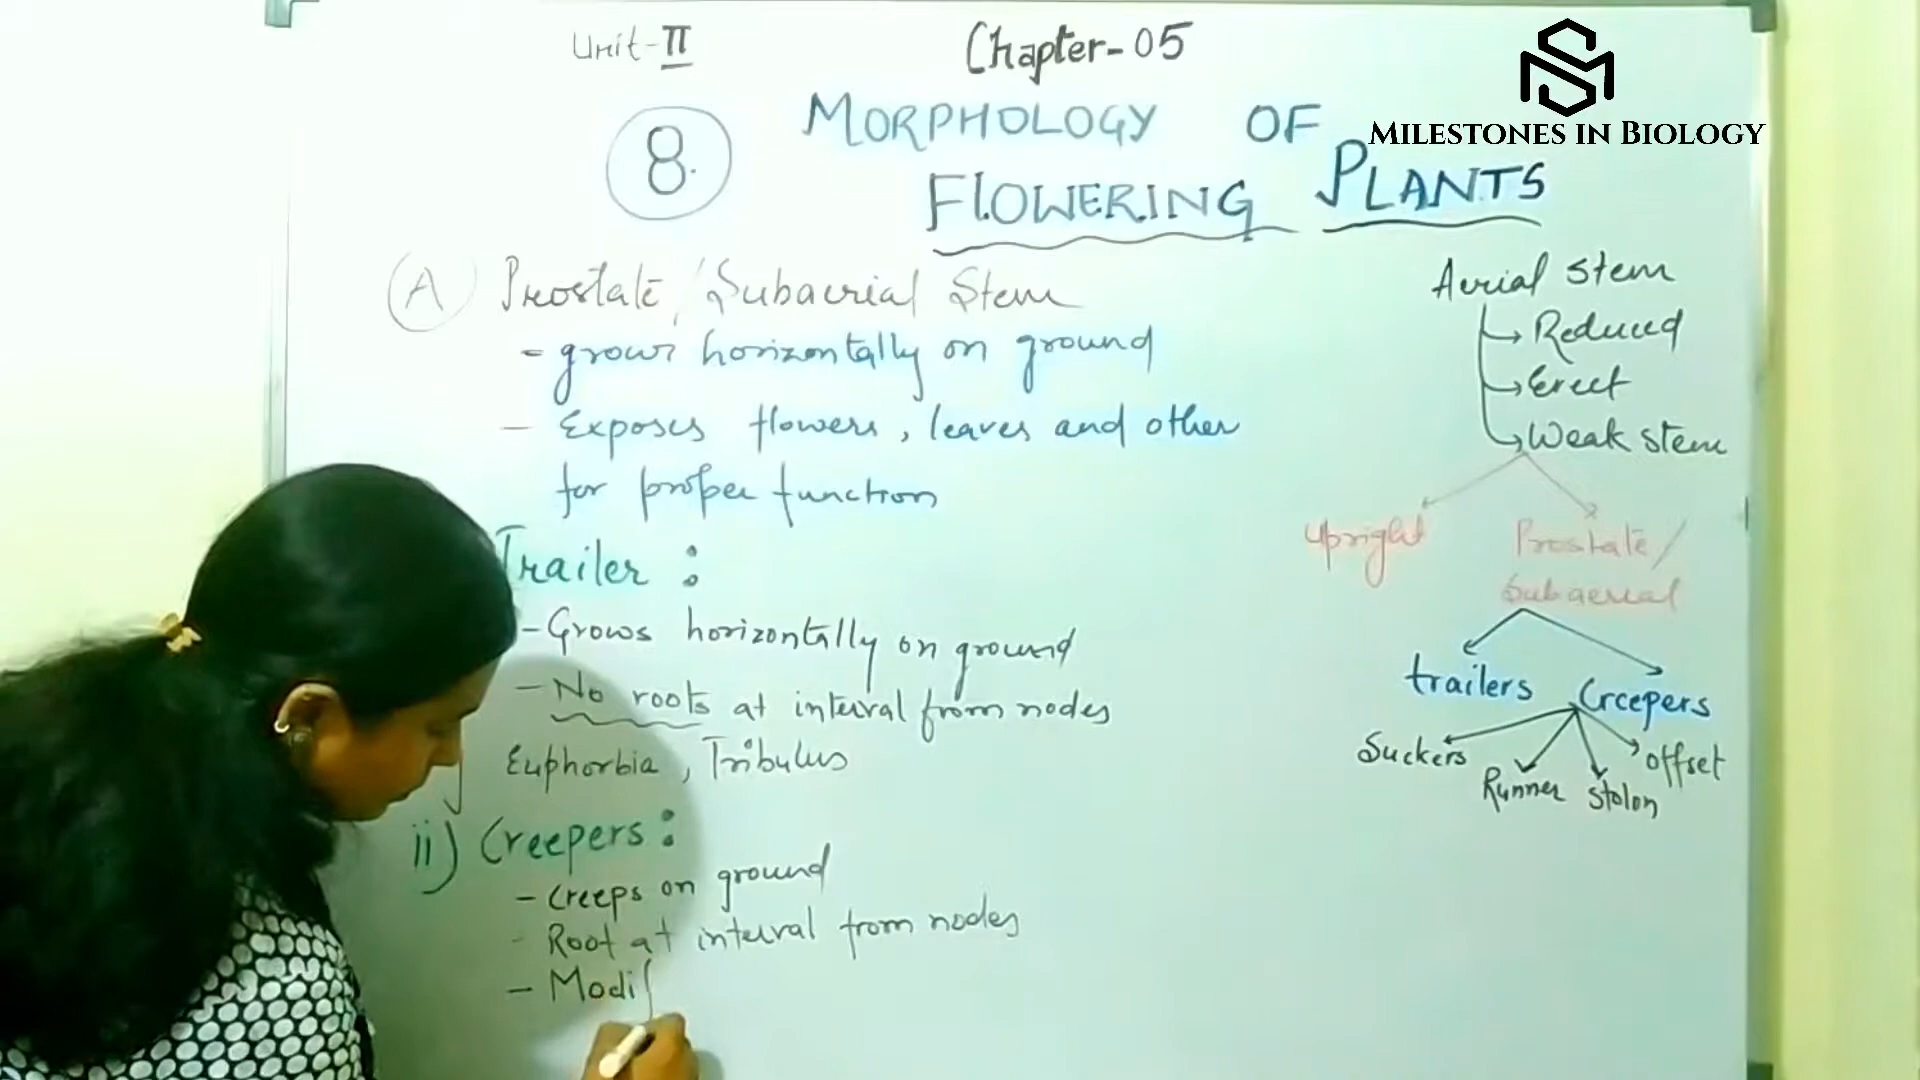 Unit-II
Chapter-05
8.
MORPHOLOGY OF
FLOWERING PLANTS
MILESTONES IN BIOLOGY
A Prostate / Subaerial Stem
- grows horizontally on ground
- Exposes flowers, leaves and other
for proper function
Trailer :
- Grows horizontally on ground
- No roots at interval from nodes
Euphorbia, Tribulus
ii) Creepers :
- Creeps on ground
- Root at interval from nodes
- Modif
Aerial stem
Reduced
Erect
Weak stem
Upright
Prostate/
Subaerial
trailers
Creepers
Suckers
Runner
Stolon
offset